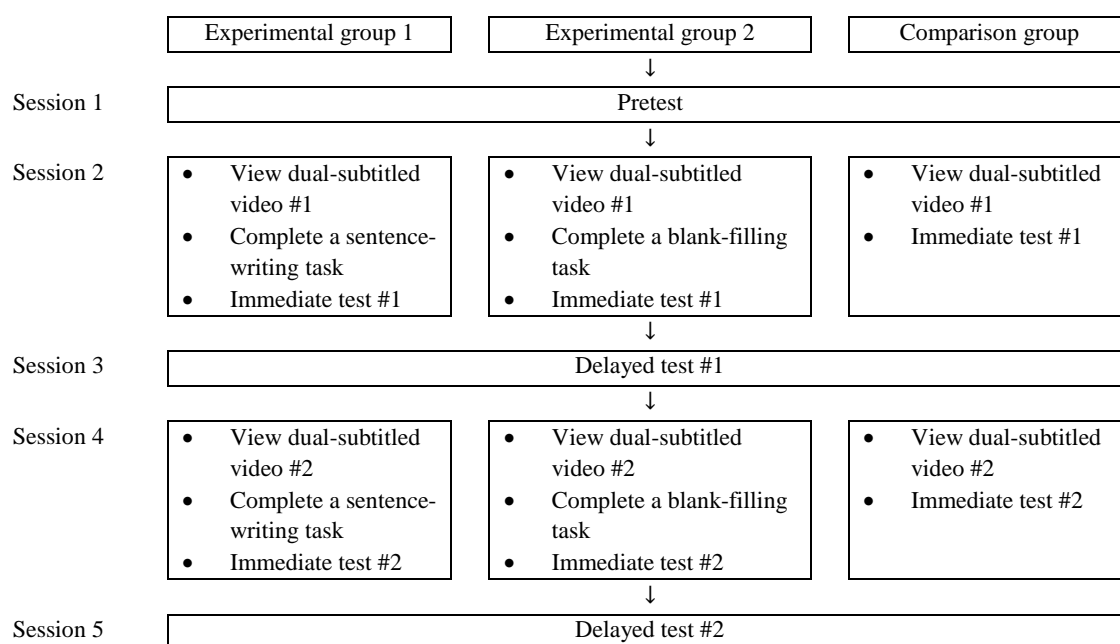 Experimental group 1
Experimental group 2
Comparison group
↓
Session 1
Pretest
↓
Session 2
• View dual-subtitled
video #1
• Complete a sentence-
writing task
• Immediate test #1
• View dual-subtitled
video #1
• Complete a blank-filling
task
• Immediate test #1
• View dual-subtitled
video #1
• Immediate test #1
↓
Session 3
Delayed test #1
↓
Session 4
• View dual-subtitled
video #2
• Complete a sentence-
writing task
• Immediate test #2
• View dual-subtitled
video #2
• Complete a blank-filling
task
• Immediate test #2
• View dual-subtitled
video #2
• Immediate test #2
↓
Session 5
Delayed test #2